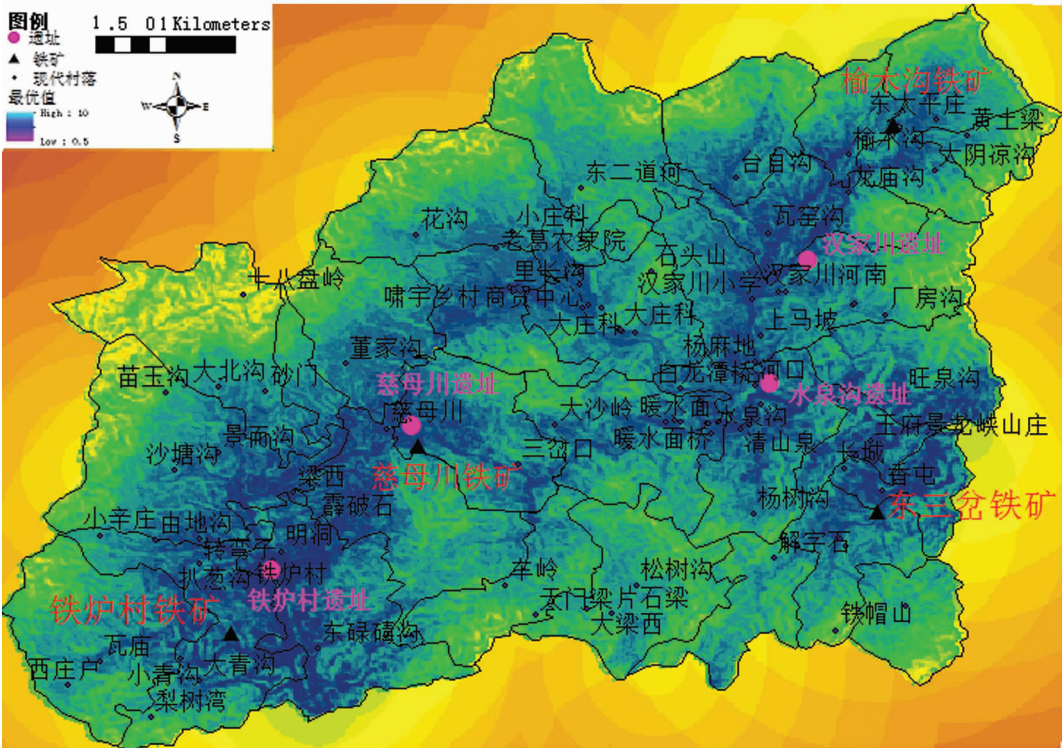 图例
1.5 0 1 Kilometers
遗址
铁矿
现代村落
最优值
High : 10
Low : 0.5
N
W
E
S
榆木沟铁矿
东太平庄
黄土梁
榆木沟
太阴凉沟
台自沟
龙庙沟
东二道河
花沟
小庄科
瓦窑沟
老葛农家院
石头山
汉家川遗址
里长沟
汉家川小学
汉家川河南
十八盘岭
啸宇乡村商贸中心
厂房沟
大庄科
大庄科
上马坡
董家沟
杨麻地
苗玉沟
大北沟
砂门
慈母川遗址
白龙潭桥
河口
旺泉沟
慈母川
大沙岭
暖水面
水泉沟
水泉沟遗址
王府景龙峡山庄
景而沟
暖水面桥
清山泉
沙塘沟
三岔口
长城
梁西
慈母川铁矿
香屯
霹破石
杨树沟
东三岔铁矿
小辛庄
由地沟
明洞
转弯子
解字石
扒葱沟
铁炉村
车岭
松树沟
铁炉村遗址
铁炉村铁矿
天门梁
片石梁
铁帽山
东碌碡沟
大梁西
瓦庙
大青沟
西庄户
小青沟
梨树湾